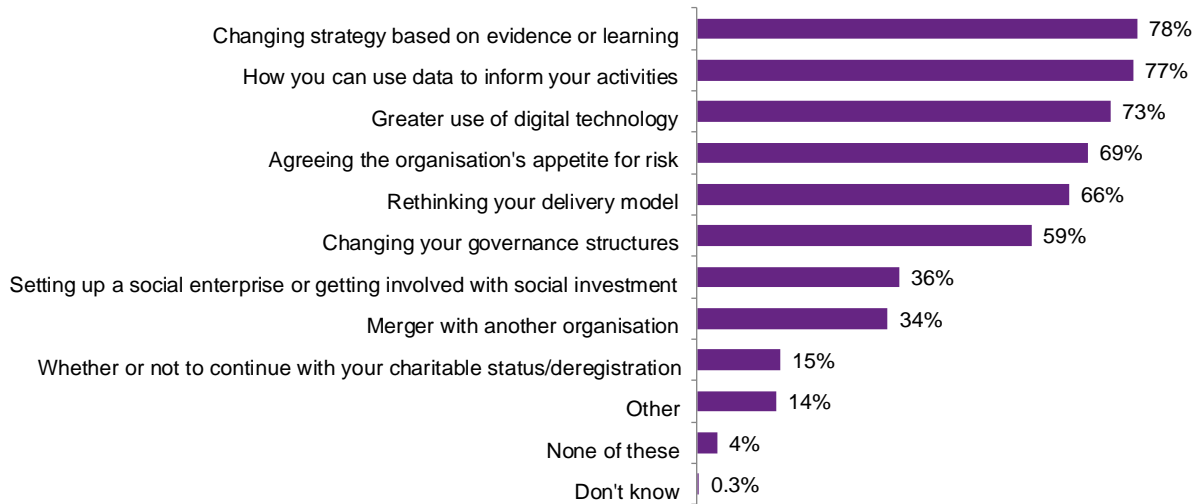 Changing strategy based on evidence or learning 78%
How you can use data to inform your activities 77%
Greater use of digital technology 73%
Agreeing the organisation's appetite for risk 69%
Rethinking your delivery model 66%
Changing your governance structures 59%
Setting up a social enterprise or getting involved with social investment 36%
Merger with another organisation 34%
Whether or not to continue with your charitable status/deregistration 15%
Other 14%
None of these 4%
Don't know 0.3%